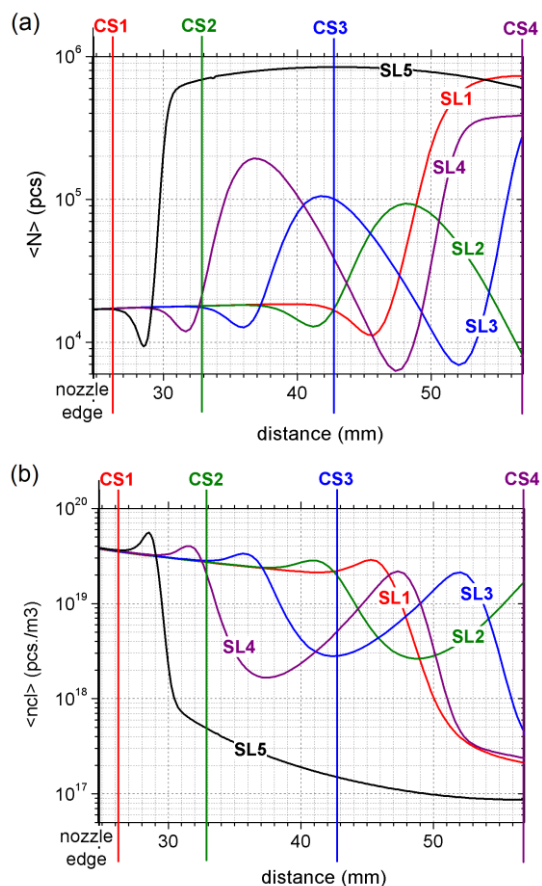 (a)
CS1 CS2 CS3 CS4
10^6
SL5
SL1
SL4
<N> (pcs)
10^5
SL2
SL3
10^4
nozzle edge 30 40 50
distance (mm)
(b)
CS1 CS2 CS3 CS4
10^20
<ncl> (pcs./m3)
10^19
SL1 SL3
SL4 SL2
10^18
SL5
10^17
nozzle edge 30 40 50
distance (mm)